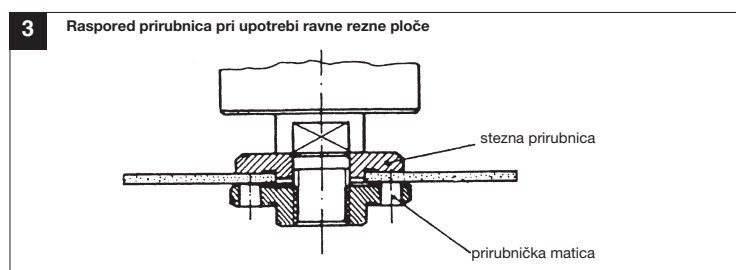 3
Raspored prirubnica pri upotrebi ravne rezne ploče
stezna prirubnica
prirubnička matica